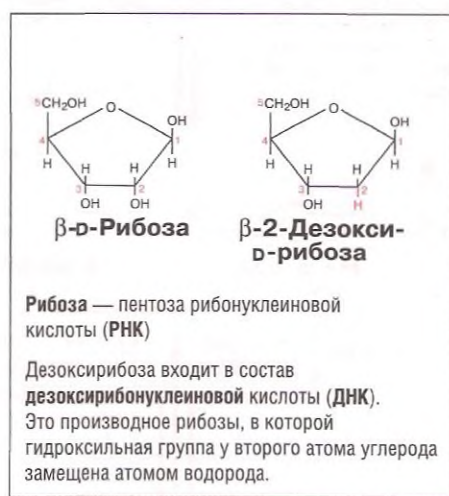 5CH₂OH O OH 5CH₂OH O OH
4 1 4 1
H H H H H H H H
3 2 3 2
OH OH OH H
β-D-Рибоза β-2-Дезокси-
D-рибоза
Рибоза — пентоза рибонуклеиновой
кислоты (РНК)
Дезоксирибоза входит в состав
дезоксирибонуклеиновой кислоты (ДНК).
Это производное рибозы, в которой
гидроксильная группа у второго атома углерода
замещена атомом водорода.